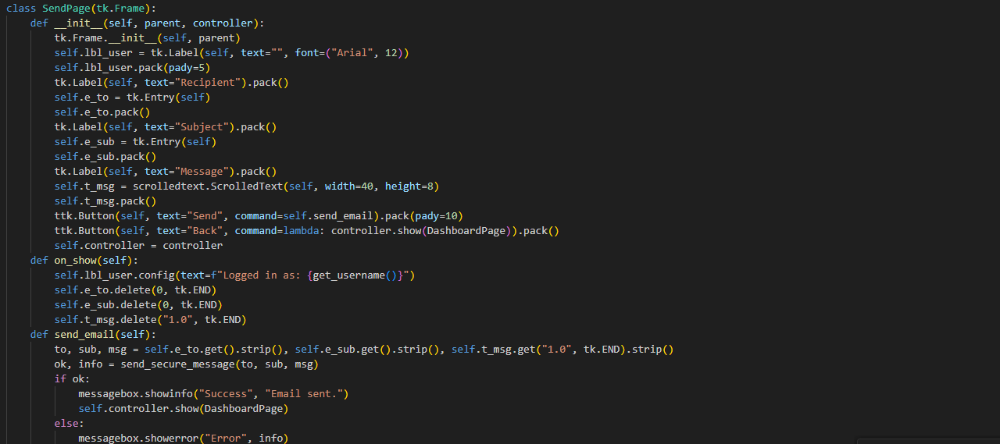 class SendPage(tk.Frame):
    def __init__(self, parent, controller):
        tk.Frame.__init__(self, parent)
        self.lbl_user = tk.Label(self, text="", font=("Arial", 12))
        self.lbl_user.pack(pady=5)
        tk.Label(self, text="Recipient").pack()
        self.e_to = tk.Entry(self)
        self.e_to.pack()
        tk.Label(self, text="Subject").pack()
        self.e_sub = tk.Entry(self)
        self.e_sub.pack()
        tk.Label(self, text="Message").pack()
        self.t_msg = scrolledtext.ScrolledText(self, width=40, height=8)
        self.t_msg.pack()
        ttk.Button(self, text="Send", command=self.send_email).pack(pady=10)
        ttk.Button(self, text="Back", command=lambda: controller.show(DashboardPage)).pack()
        self.controller = controller
    def on_show(self):
        self.lbl_user.config(text=f"Logged in as: {get_username()}")
        self.e_to.delete(0, tk.END)
        self.e_sub.delete(0, tk.END)
        self.t_msg.delete("1.0", tk.END)
    def send_email(self):
        to, sub, msg = self.e_to.get().strip(), self.e_sub.get().strip(), self.t_msg.get("1.0", tk.END).strip()
        ok, info = send_secure_message(to, sub, msg)
        if ok:
            messagebox.showinfo("Success", "Email sent.")
            self.controller.show(DashboardPage)
        else:
            messagebox.showerror("Error", info)